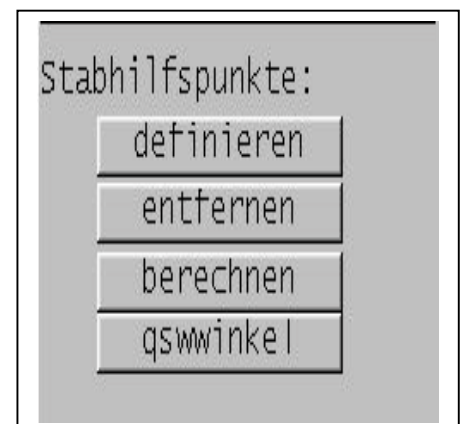 Stabhilfspunkte:
definieren
entfernen
berechnen
qswwinkel